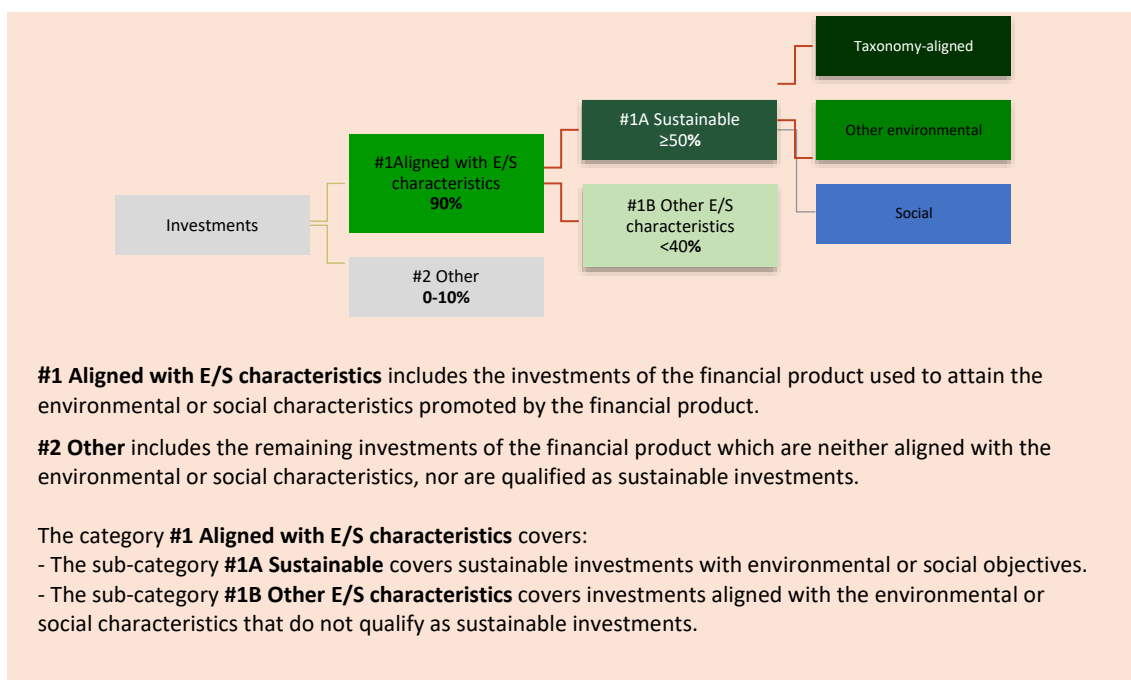 Taxonomy-aligned
#1A Sustainable
≥50%
Other environmental
#1Aligned with E/S
characteristics
90%
#1B Other E/S
characteristics
<40%
Social
Investments
#2 Other
0-10%
#1 Aligned with E/S characteristics includes the investments of the financial product used to attain the
environmental or social characteristics promoted by the financial product.
#2 Other includes the remaining investments of the financial product which are neither aligned with the
environmental or social characteristics, nor are qualified as sustainable investments.
The category #1 Aligned with E/S characteristics covers:
- The sub-category #1A Sustainable covers sustainable investments with environmental or social objectives.
- The sub-category #1B Other E/S characteristics covers investments aligned with the environmental or
social characteristics that do not qualify as sustainable investments.